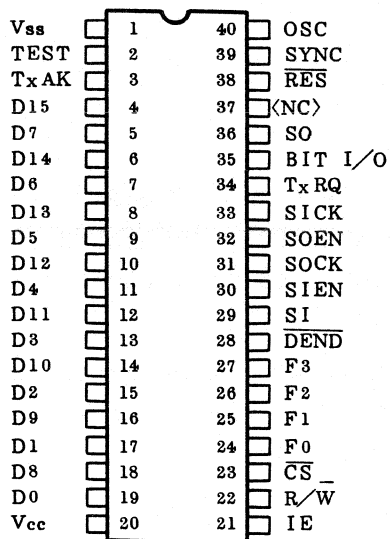 Vss 1 40 OSC
TEST 2 39 SYNC
TxAK 3 38 R̅E̅S̅
D15 4 37 〈NC〉
D7 5 36 SO
D14 6 35 BIT I/O
D6 7 34 TxRQ
D13 8 33 SICK
D5 9 32 SOEN
D12 10 31 SOCK
D4 11 30 SIEN
D11 12 29 SI
D3 13 28 D̅E̅N̅D̅
D10 14 27 F3
D2 15 26 F2
D9 16 25 F1
D1 17 24 F0
D8 18 23 C̅S̅
D0 19 22 R/W̅
Vcc 20 21 IE